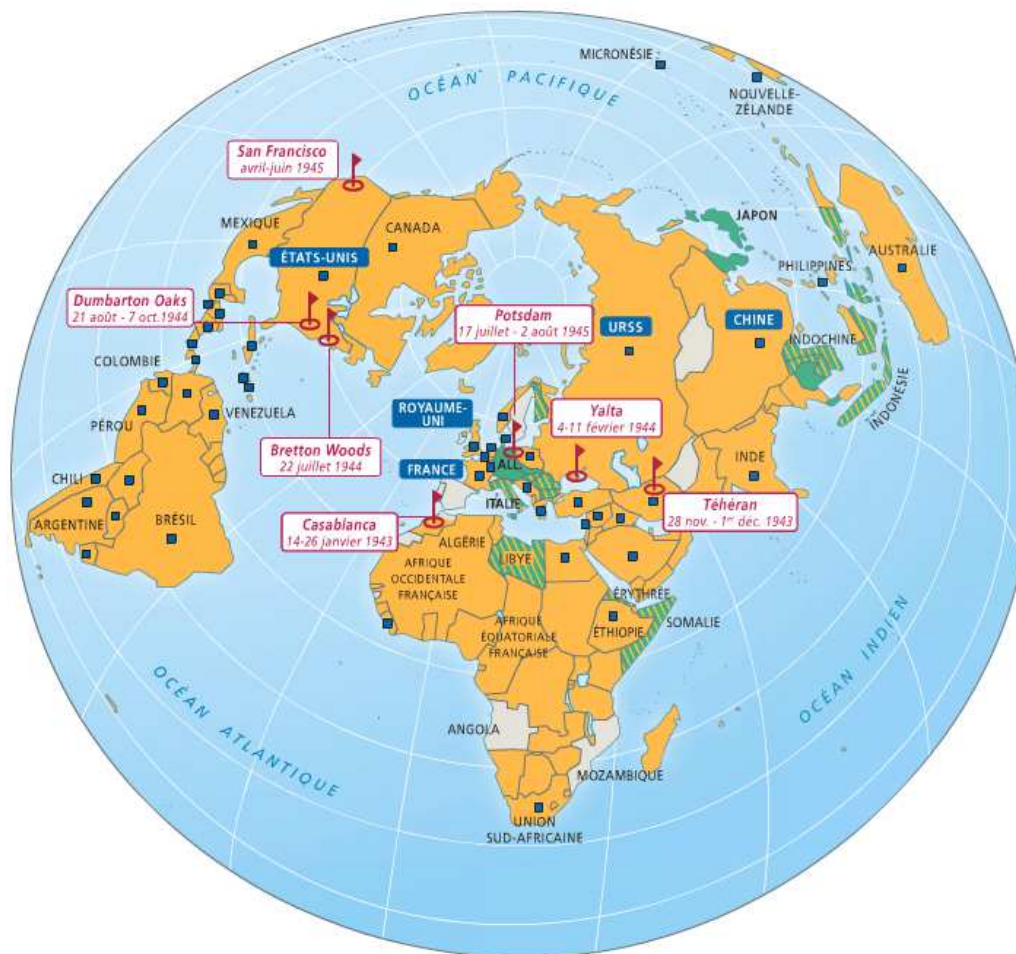 MICRONÉSIE
OCÉAN PACIFIQUE
NOUVELLE-
ZÉLANDE
San Francisco
avril-juin 1945
MEXIQUE
CANADA
JAPON
AUSTRALIE
ÉTATS-UNIS
PHILIPPINES
Dumbarton Oaks
21 août - 7 oct.1944
Potsdam
17 juillet - 2 août 1945
URSS
CHINE
INDOCHINE
COLOMBIE
INDONÉSIE
VENEZUELA
ROYAUME-
UNI
Yalta
4-11 février 1944
PÉROU
Bretton Woods
22 juillet 1944
FRANCE
ALL.
INDE
CHILI
ITALIE
Téhéran
28 nov. - 1er déc. 1943
ARGENTINE
BRÉSIL
Casablanca
14-26 janvier 1943
ALGÉRIE
LIBYE
AFRIQUE
OCCIDENTALE
FRANÇAISE
ÉRYTHRÉE
SOMALIE
AFRIQUE
ÉQUATORIALE
FRANÇAISE
ÉTHIOPIE
OCÉAN INDIEN
OCÉAN ATLANTIQUE
ANGOLA
MOZAMBIQUE
UNION
SUD-AFRICAINE